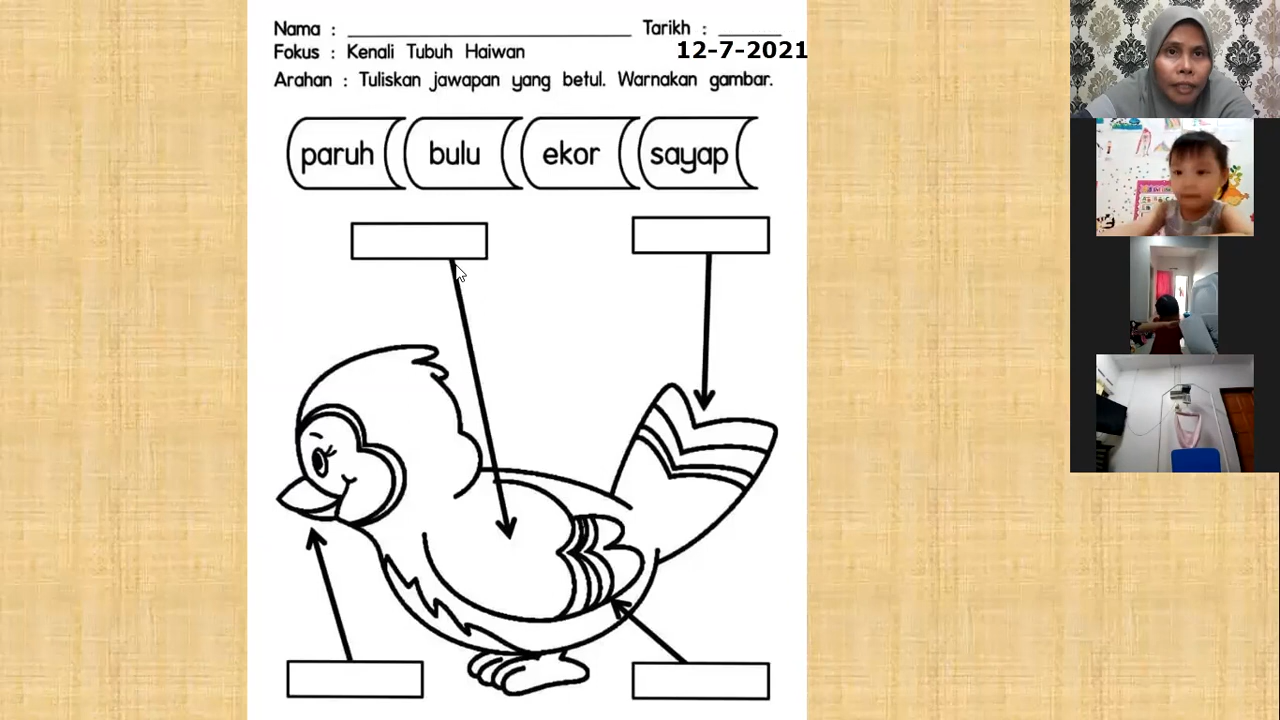 Nama : Tarikh :
12-7-2021
Fokus : Kenali Tubuh Haiwan
Arahan : Tuliskan jawapan yang betul. Warnakan gambar.
paruh bulu ekor sayap